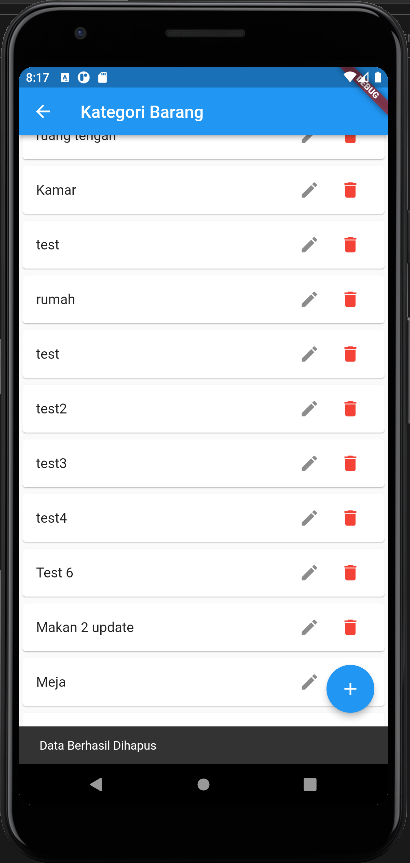 8:17
DEBUG
Kategori Barang
ruang tengah
Kamar
test
rumah
test
test2
test3
test4
Test 6
Makan 2 update
Meja
Data Berhasil Dihapus